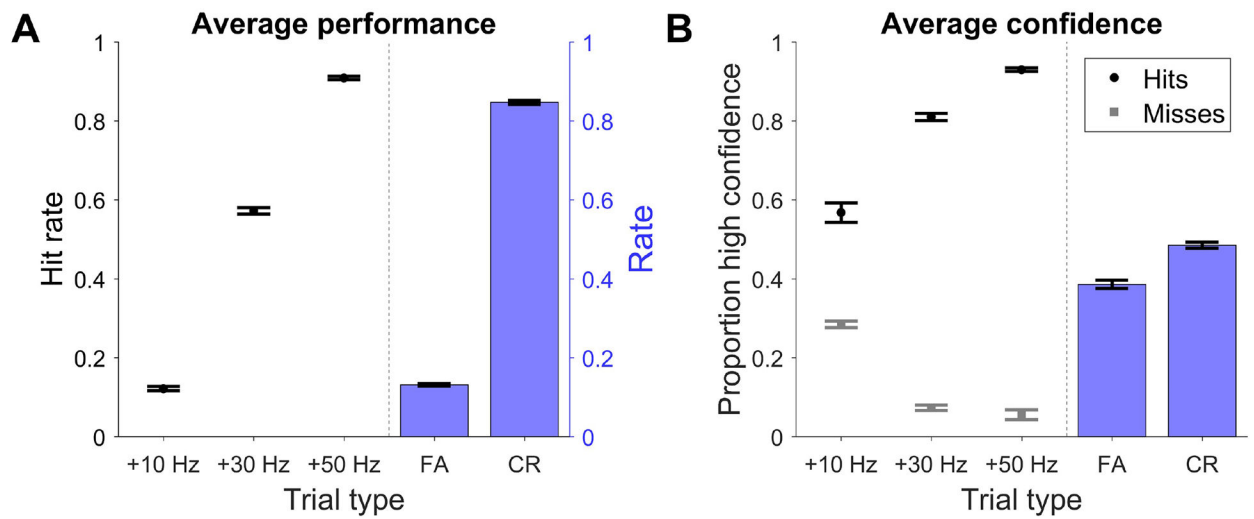 A
Average performance
1
0.8
0.6
0.4
0.2
0
Hit rate
1
0.8
0.6
0.4
0.2
0
Rate
+10 Hz +30 Hz +50 Hz FA CR
Trial type
B
Average confidence
1
0.8
0.6
0.4
0.2
0
Proportion high confidence
Hits
Misses
+10 Hz +30 Hz +50 Hz FA CR
Trial type